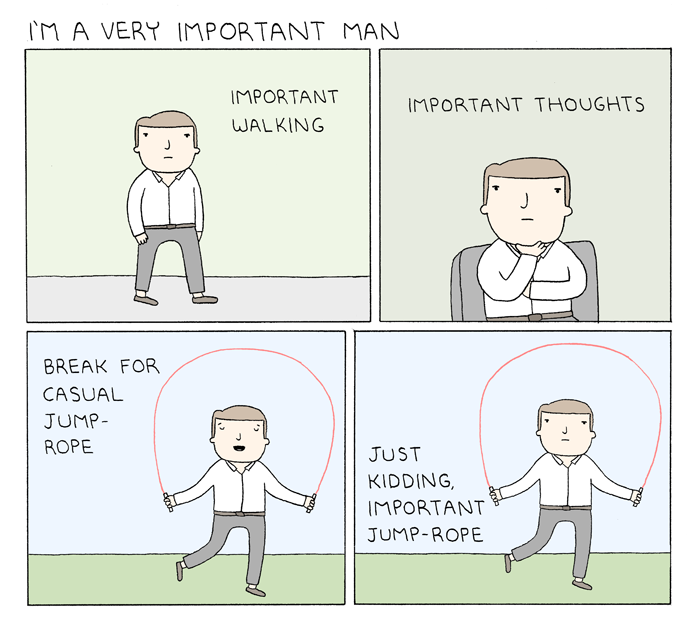 I'M A VERY IMPORTANT MAN
IMPORTANT
WALKING
IMPORTANT THOUGHTS
BREAK FOR
CASUAL
JUMP-
ROPE
JUST
KIDDING,
IMPORTANT
JUMP-ROPE